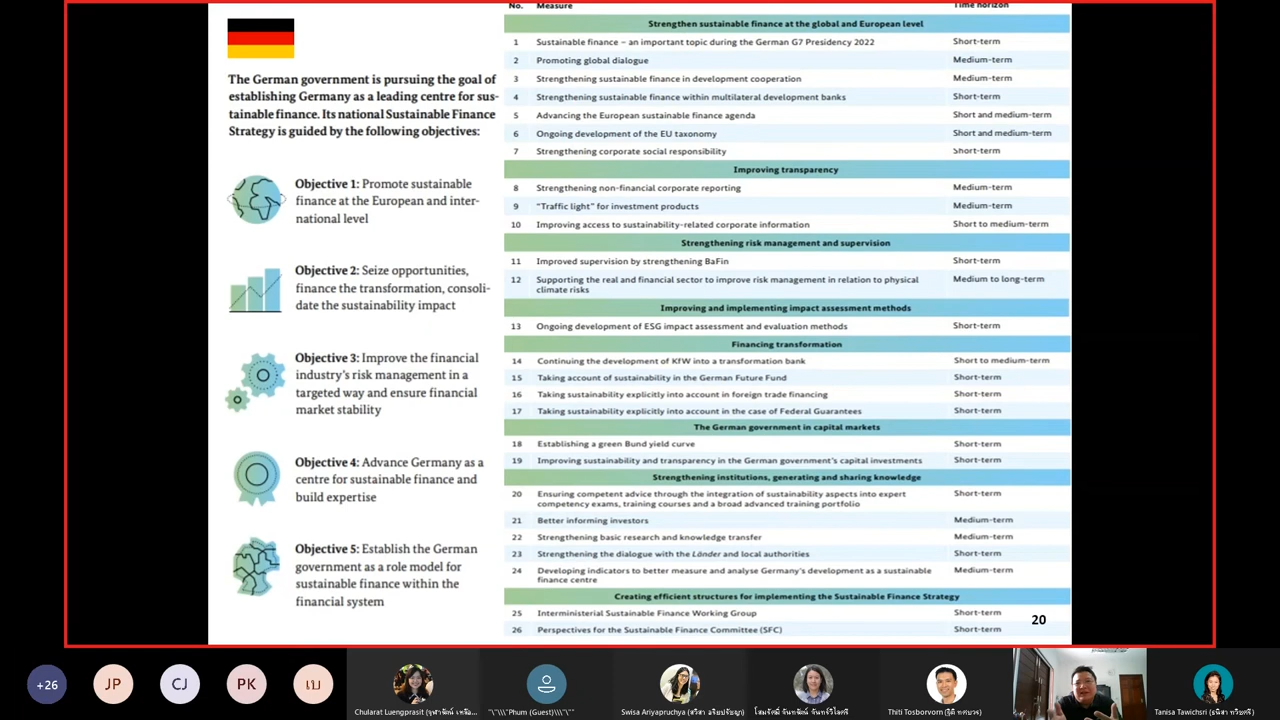 The German government is pursuing the goal of
establishing Germany as a leading centre for sus-
tainable finance. Its national Sustainable Finance
Strategy is guided by the following objectives:
Objective 1: Promote sustainable
finance at the European and inter-
national level
Objective 2: Seize opportunities,
finance the transformation, consoli-
date the sustainability impact
Objective 3: Improve the financial
industry's risk management in a
targeted way and ensure financial
market stability
Objective 4: Advance Germany as a
centre for sustainable finance and
build expertise
Objective 5: Establish the German
government as a role model for
sustainable finance within the
financial system
No. Measure Time horizon
Strengthen sustainable finance at the global and European level
1 Sustainable finance – an important topic during the German G7 Presidency 2022 Short-term
2 Promoting global dialogue Medium-term
3 Strengthening sustainable finance in development cooperation Medium-term
4 Strengthening sustainable finance within multilateral development banks Short-term
5 Advancing the European sustainable finance agenda Short and medium-term
6 Ongoing development of the EU taxonomy Short and medium-term
7 Strengthening corporate social responsibility Short-term
Improving transparency
8 Strengthening non-financial corporate reporting Medium-term
9 “Traffic light” for investment products Medium-term
10 Improving access to sustainability-related corporate information Short to medium-term
Strengthening risk management and supervision
11 Improved supervision by strengthening BaFin Short-term
12 Supporting the real and financial sector to improve risk management in relation to physical Medium to long-term
climate risks
Improving and implementing impact assessment methods
13 Ongoing development of ESG impact assessment and evaluation methods Short-term
Financing transformation
14 Continuing the development of KfW into a transformation bank Short to medium-term
15 Taking account of sustainability in the German Future Fund Short-term
16 Taking sustainability explicitly into account in foreign trade financing Short-term
17 Taking sustainability explicitly into account in the case of Federal Guarantees Short-term
The German government in capital markets
18 Establishing a green Bund yield curve Short-term
19 Improving sustainability and transparency in the German government's capital investments Short-term
Strengthening institutions, generating and sharing knowledge
20 Ensuring competent advice through the integration of sustainability aspects into expert Short-term
competency exams, training courses and a broad advanced training portfolio
21 Better informing investors Medium-term
22 Strengthening basic research and knowledge transfer Medium-term
23 Strengthening the dialogue with the Länder and local authorities Short-term
24 Developing indicators to better measure and analyse Germany's development as a sustainable Medium-term
finance centre
Creating efficient structures for implementing the Sustainable Finance Strategy
25 Interministerial Sustainable Finance Working Group Short-term
26 Perspectives for the Sustainable Finance Committee (SFC) Short-term
20
+26
JP
CJ
PK
เบ
Chularat Luengprasit
"\"\\\"Phum (Guest)\\\"\""
Swisa Ariyapruchya (สวิสา อริยปรัชญา)
Thiti Tosborvorn (ฐิติ ทศบวร)
Tanisa Tawichsri